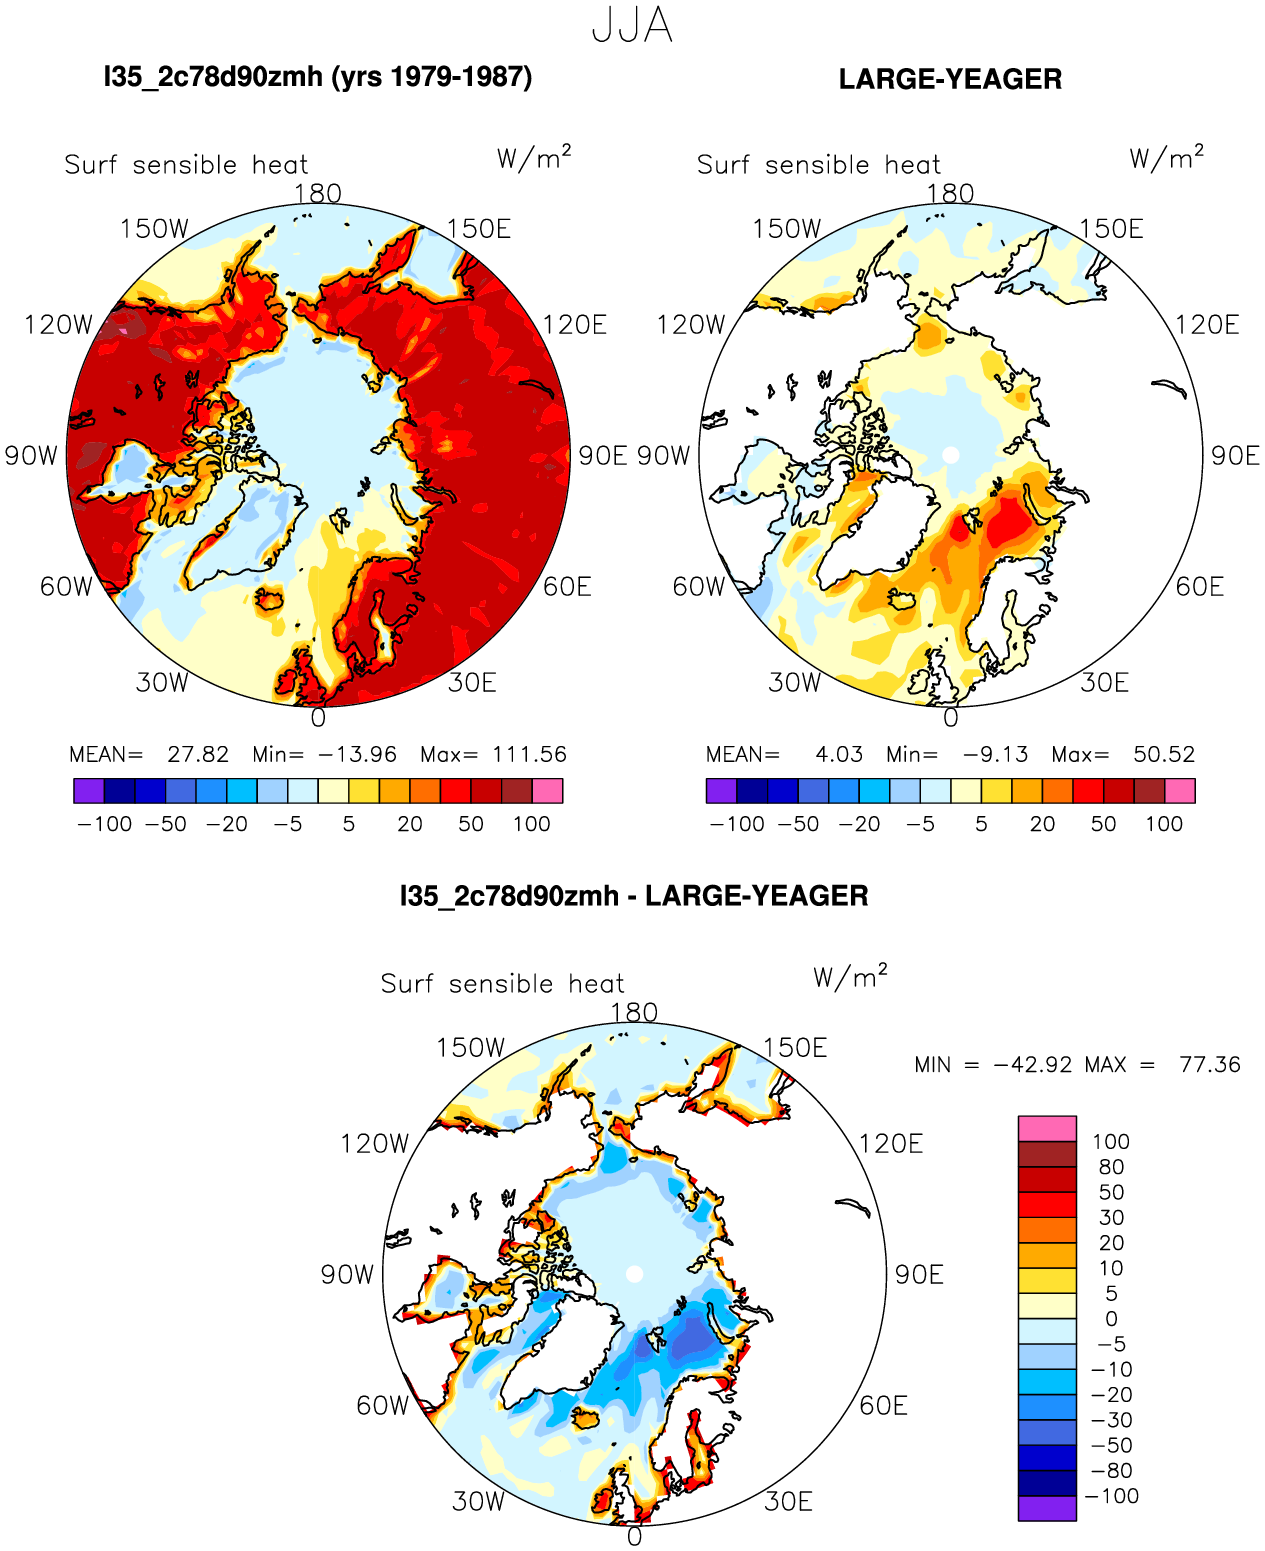 JJA
l35_2c78d90zmh (yrs 1979-1987)
LARGE-YEAGER
Surf sensible heat
W/m²
Surf sensible heat
W/m²
180
150W
150E
120W
120E
90W
90E
60W
60E
30W
30E
0
180
150W
150E
120W
120E
90W
90E
60W
60E
30W
30E
0
MEAN= 27.82 Min= −13.96 Max= 111.56
MEAN= 4.03 Min= −9.13 Max= 50.52
−100 −50 −20 −5 5 20 50 100
−100 −50 −20 −5 5 20 50 100
l35_2c78d90zmh - LARGE-YEAGER
Surf sensible heat
W/m²
180
150W
150E
MIN = −42.92 MAX = 77.36
120W
120E
90W
90E
60W
60E
30W
30E
0
100
80
50
30
20
10
5
0
−5
−10
−20
−30
−50
−80
−100